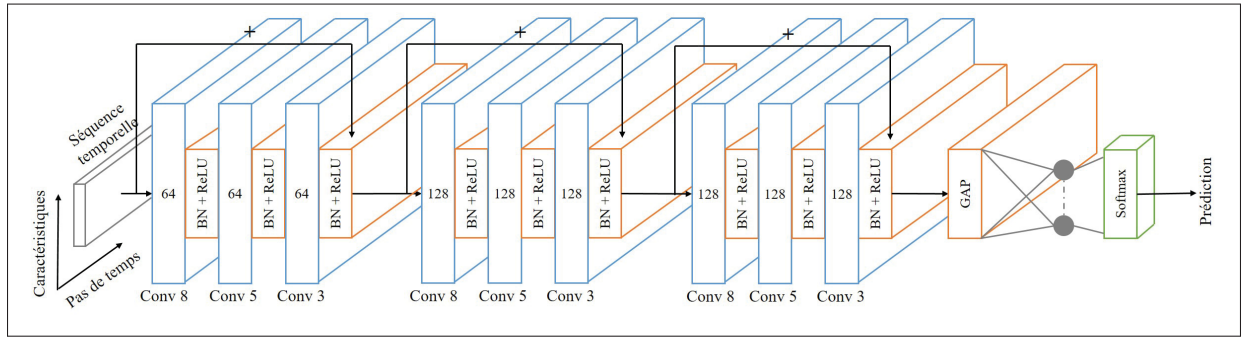 +
+
+
Séquence
temporelle
Caractéristiques
Pas de temps
64
BN + ReLU
64
BN + ReLU
64
BN + ReLU
128
BN + ReLU
128
BN + ReLU
128
BN + ReLU
128
BN + ReLU
128
BN + ReLU
128
BN + ReLU
GAP
Softmax
Prédiction
Conv 8
Conv 5
Conv 3
Conv 8
Conv 5
Conv 3
Conv 8
Conv 5
Conv 3